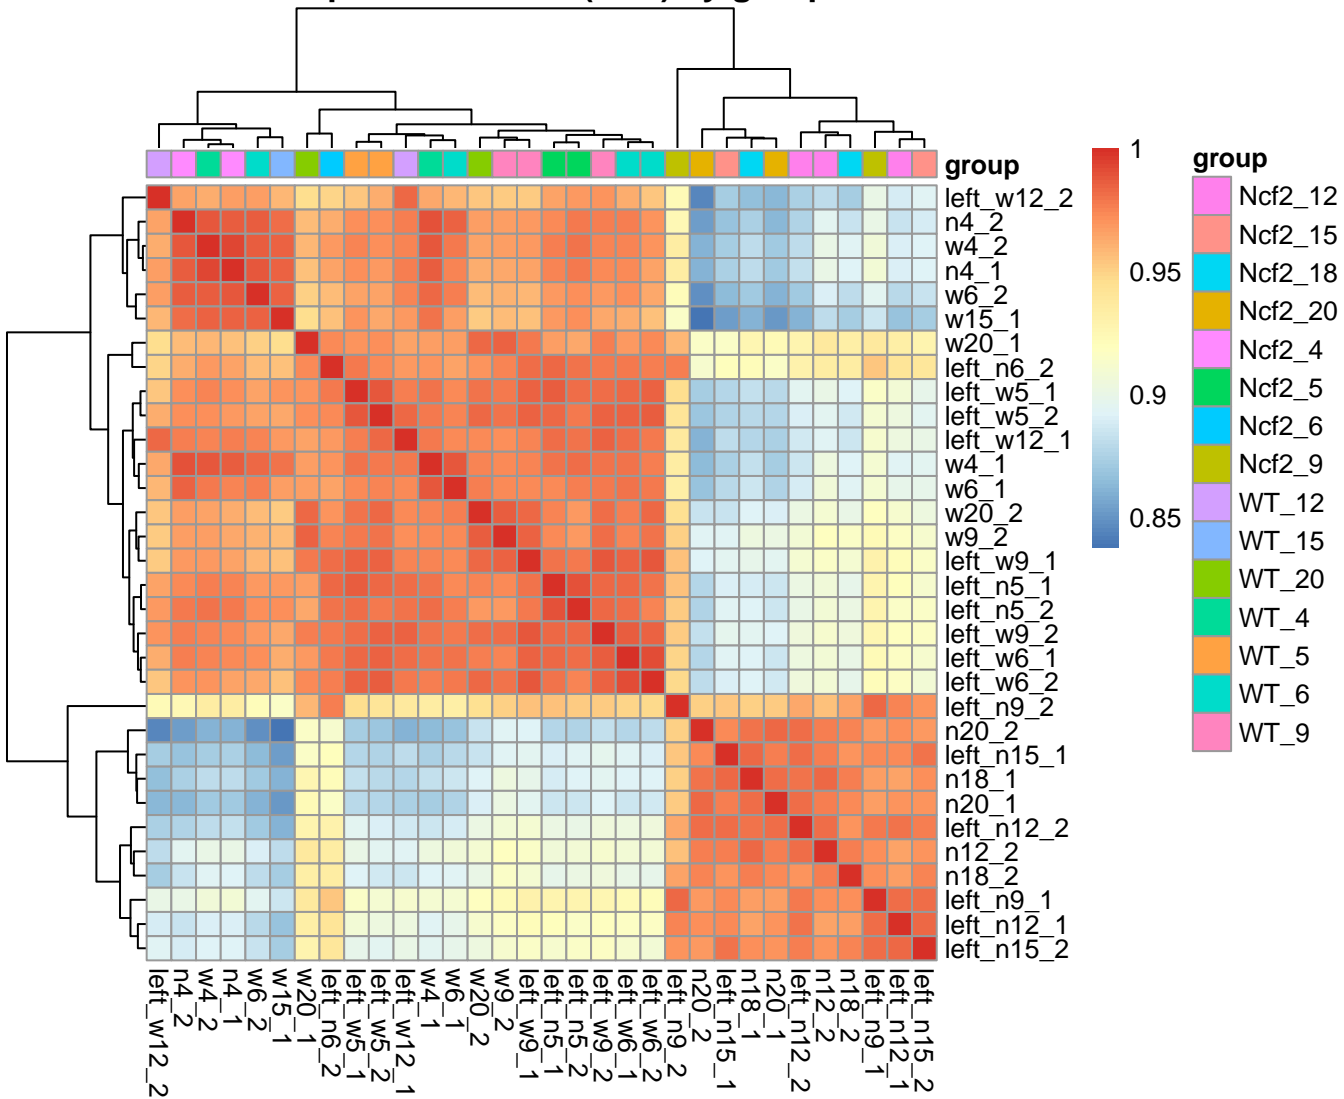 group
left_w12_2
n4_2
w4_2
n4_1
w6_2
w15_1
w20_1
left_n6_2
left_w5_1
left_w5_2
left_w12_1
w4_1
w6_1
w20_2
w9_2
left_w9_1
left_n5_1
left_n5_2
left_w9_2
left_w6_1
left_w6_2
left_n9_2
n20_2
left_n15_1
n18_1
n20_1
left_n12_2
n12_2
n18_2
left_n9_1
left_n12_1
left_n15_2
left_w12_2
n4_2
w4_2
n4_1
w6_2
w15_1
w20_1
left_n6_2
left_w5_1
left_w5_2
left_w12_1
w4_1
w6_1
w20_2
w9_2
left_w9_1
left_n5_1
left_n5_2
left_w9_2
left_w6_1
left_w6_2
left_n9_2
n20_2
left_n15_1
n18_1
n20_1
left_n12_2
n12_2
n18_2
left_n9_1
left_n12_1
left_n15_2
1
0.95
0.9
0.85
group
Ncf2_12
Ncf2_15
Ncf2_18
Ncf2_20
Ncf2_4
Ncf2_5
Ncf2_6
Ncf2_9
WT_12
WT_15
WT_20
WT_4
WT_5
WT_6
WT_9